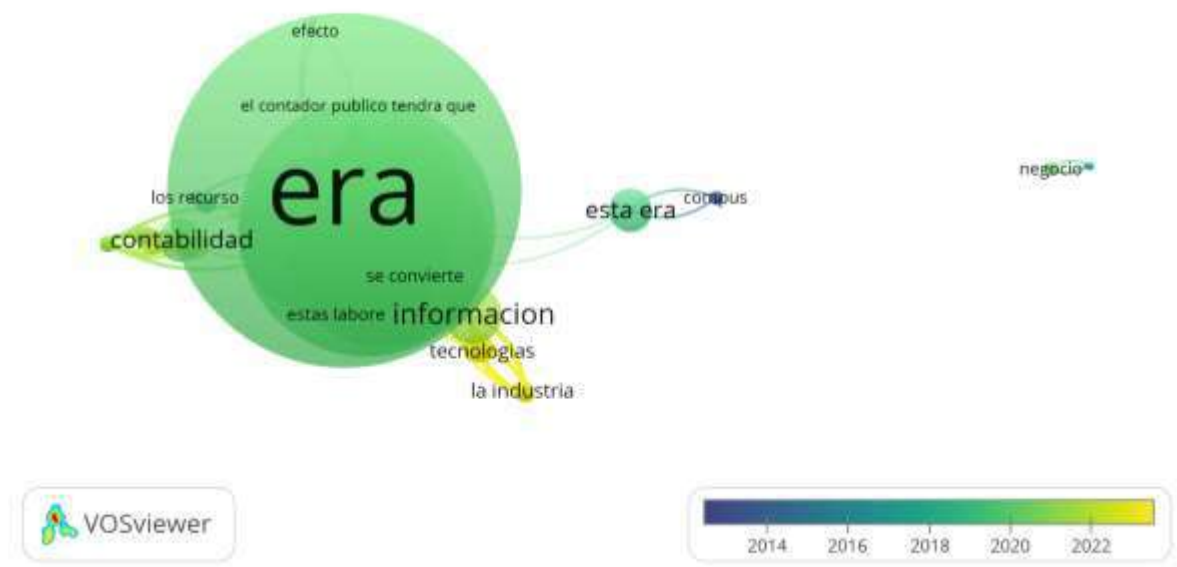 efecto
el contador publico tendra que
era
los recurso
contabilidad
esta era
campus
negocio
se convierte
estas labore
informacion
tecnologias
la industria
VOSviewer
2014 2016 2018 2020 2022